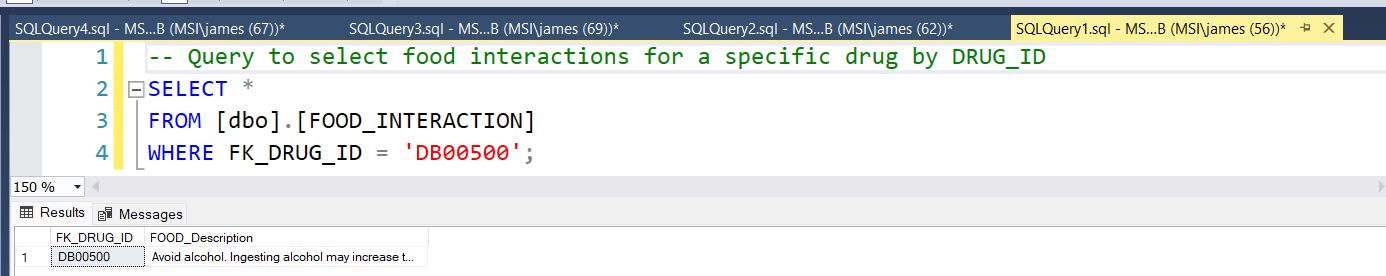 SQLQuery4.sql - MS...B (MSI\james (67))* SQLQuery3.sql - MS...B (MSI\james (69))* SQLQuery2.sql - MS...B (MSI\james (62))* SQLQuery1.sql - MS...B (MSI\james (56))*
1 -- Query to select food interactions for a specific drug by DRUG_ID
2 SELECT *
3 FROM [dbo].[FOOD_INTERACTION]
4 WHERE FK_DRUG_ID = 'DB00500';
150 %
Results Messages
FK_DRUG_ID FOOD_Description
1 DB00500 Avoid alcohol. Ingesting alcohol may increase t...